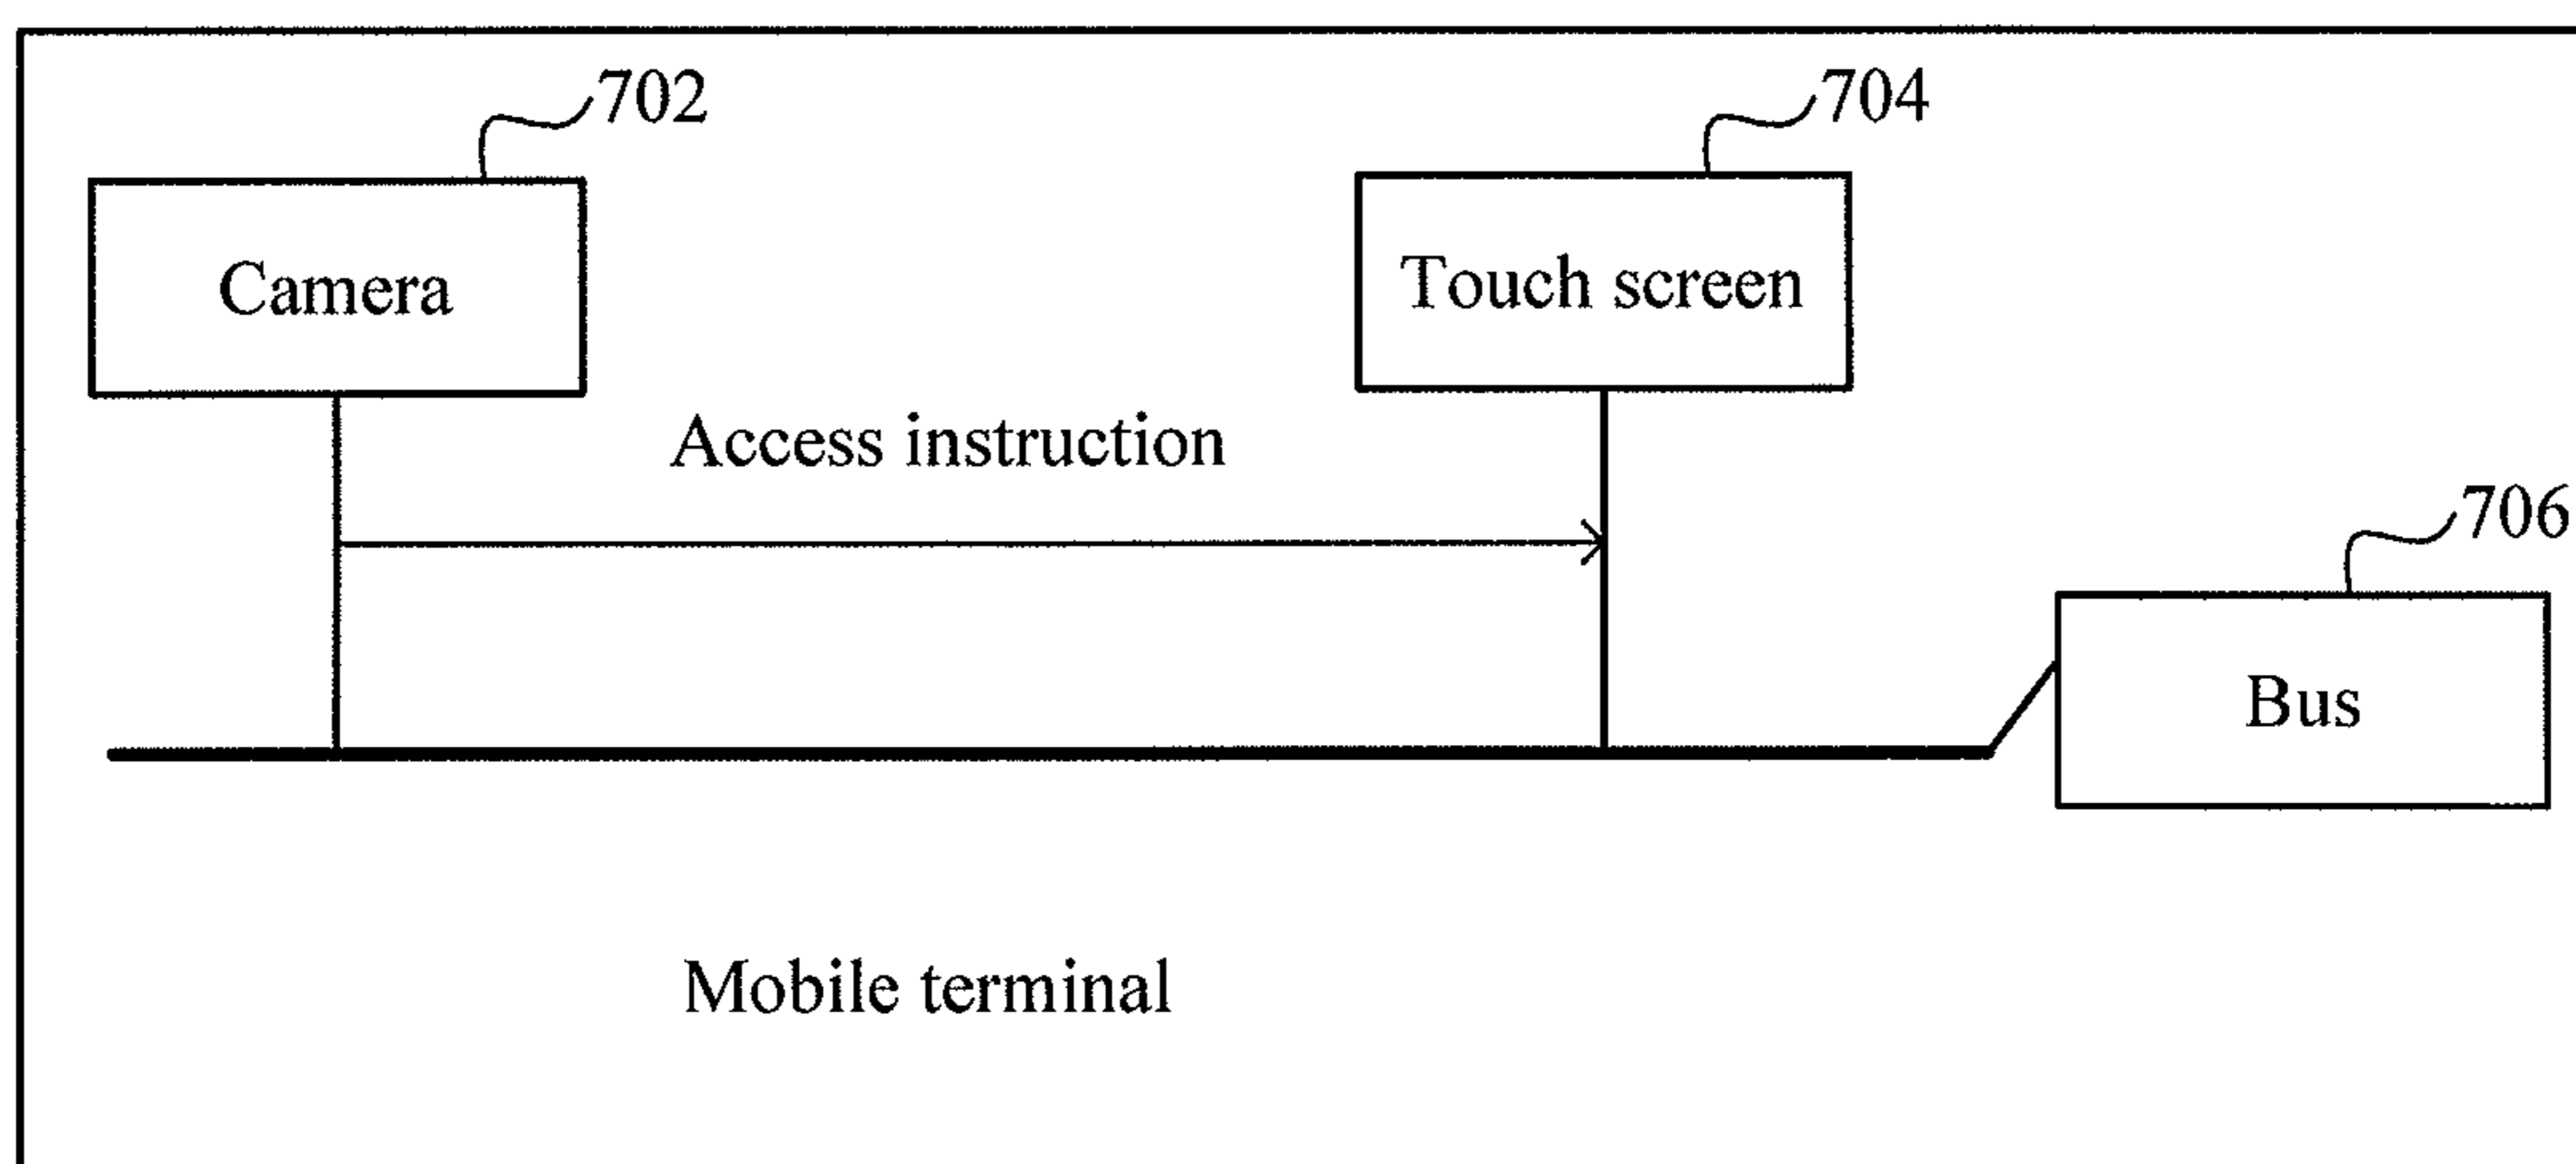 702
704
Camera
Touch screen
Access instruction
706
Bus
Mobile terminal